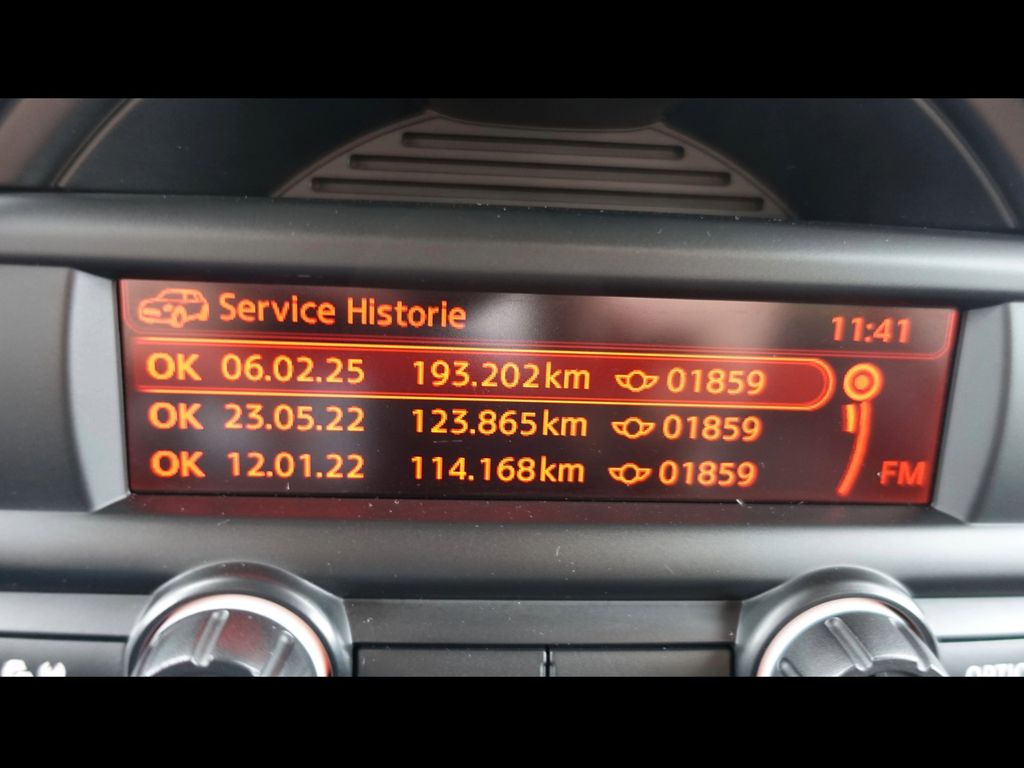 Service Historie 11:41
OK 06.02.25 193.202km 01859
OK 23.05.22 123.865km 01859
OK 12.01.22 114.168km 01859
FM